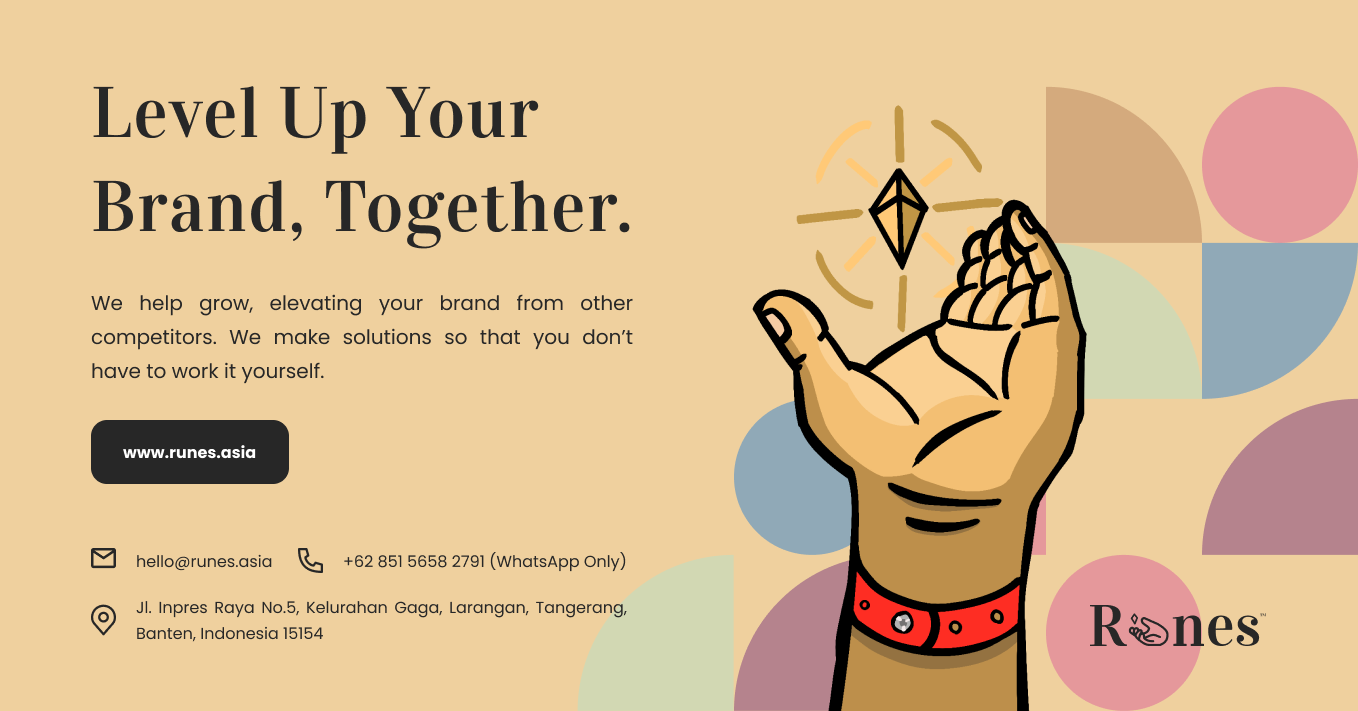 Level Up Your
Brand, Together.
We help grow, elevating your brand from other
competitors. We make solutions so that you don’t
have to work it yourself.
www.runes.asia
hello@runes.asia
+62 851 5658 2791 (WhatsApp Only)
Jl. Inpres Raya No.5, Kelurahan Gaga, Larangan, Tangerang,
Banten, Indonesia 15154
Runes™